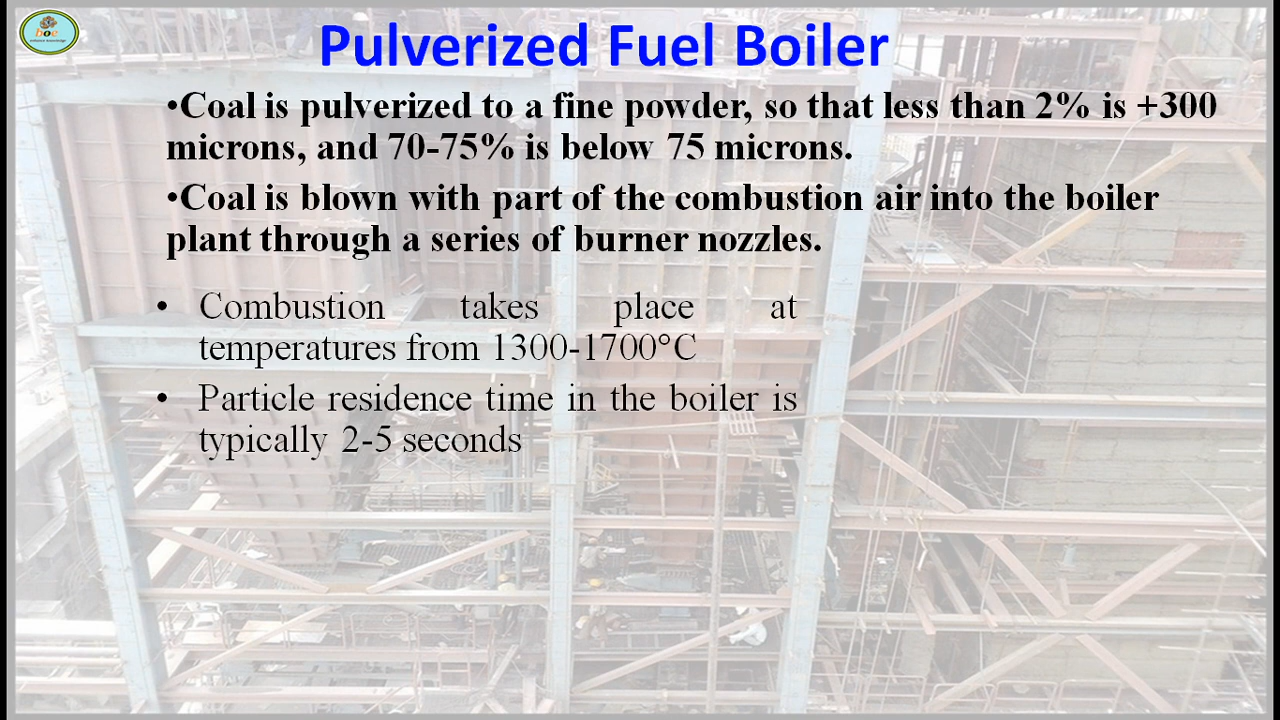 boe
Pulverized Fuel Boiler
•Coal is pulverized to a fine powder, so that less than 2% is +300
microns, and 70-75% is below 75 microns.
•Coal is blown with part of the combustion air into the boiler
plant through a series of burner nozzles.
• Combustion takes place at
temperatures from 1300-1700°C
• Particle residence time in the boiler is
typically 2-5 seconds